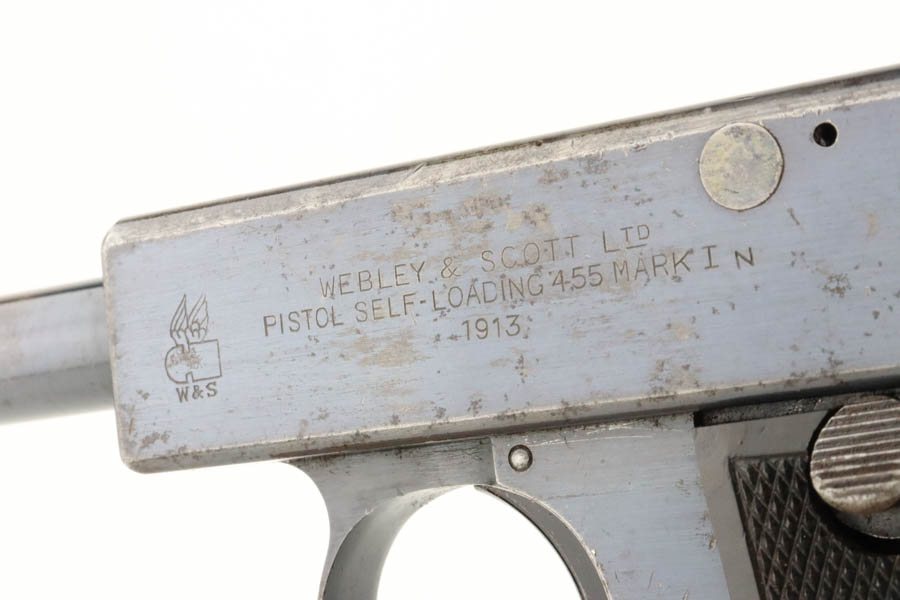 WEBLEY & SCOTT LTD
PISTOL SELF-LOADING 455 MARK I N
1913
W&S